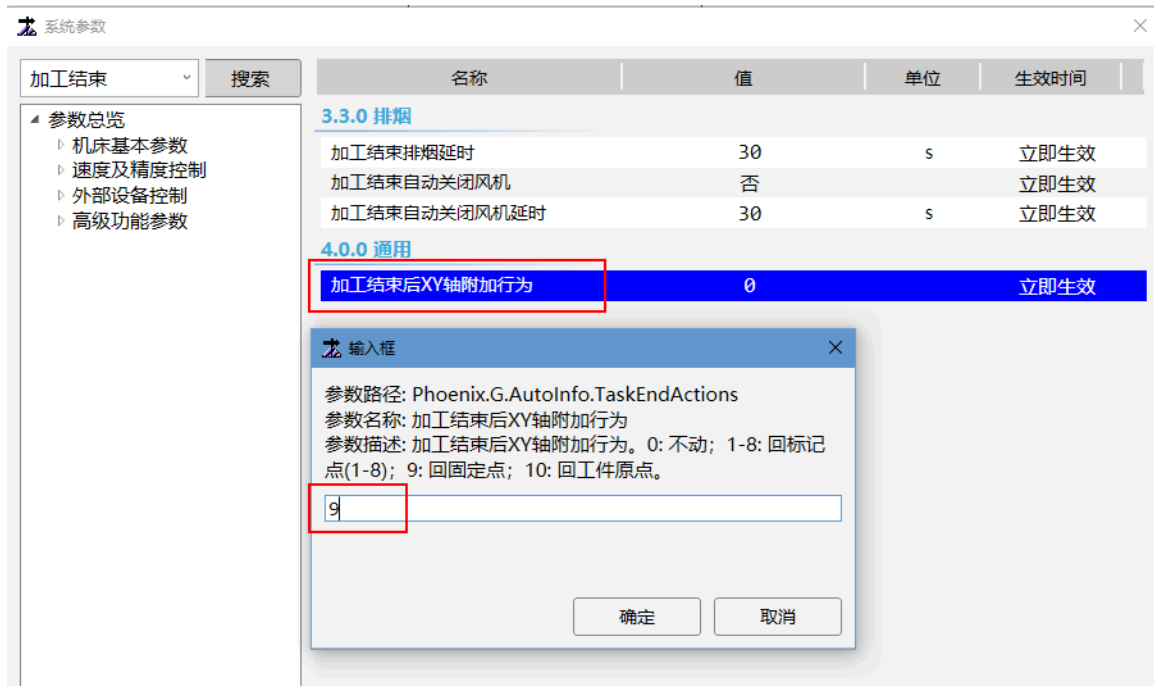 系统参数
加工结束 搜索
名称 值 单位 生效时间
参数总览
机床基本参数
速度及精度控制
外部设备控制
高级功能参数
3.3.0 排烟
加工结束排烟延时 30 s 立即生效
加工结束自动关闭风机 否 立即生效
加工结束自动关闭风机延时 30 s 立即生效
4.0.0 通用
加工结束后XY轴附加行为 0 立即生效
输入框
参数路径: Phoenix.G.AutoInfo.TaskEndActions
参数名称: 加工结束后XY轴附加行为
参数描述: 加工结束后XY轴附加行为。0: 不动；1-8: 回标记
点(1-8)；9: 回固定点；10: 回工件原点。
9
确定 取消